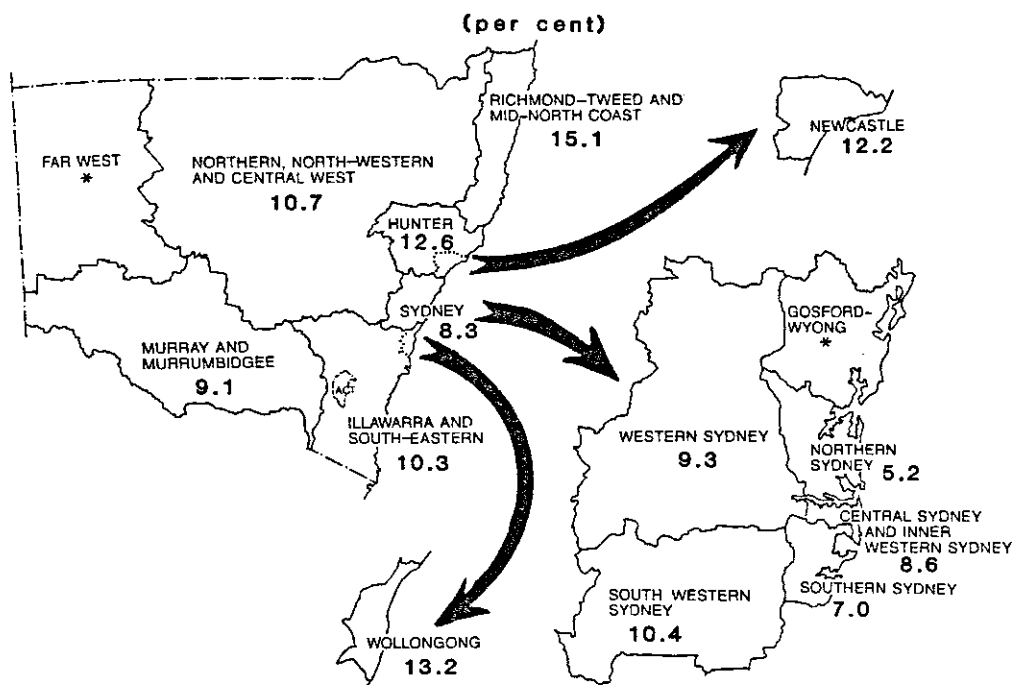 (per cent)
RICHMOND-TWEED AND
MID-NORTH COAST
15.1
NEWCASTLE
12.2
FAR WEST
*
NORTHERN, NORTH-WESTERN
AND CENTRAL WEST
10.7
HUNTER
12.6
SYDNEY
8.3
GOSFORD-
WYONG
*
MURRAY AND
MURRUMBIDGEE
9.1
ACT
ILLAWARRA AND
SOUTH-EASTERN
10.3
WESTERN SYDNEY
9.3
NORTHERN
SYDNEY 5.2
CENTRAL SYDNEY
AND INNER
WESTERN SYDNEY
8.6
SOUTHERN SYDNEY
7.0
SOUTH WESTERN
SYDNEY
10.4
WOLLONGONG
13.2